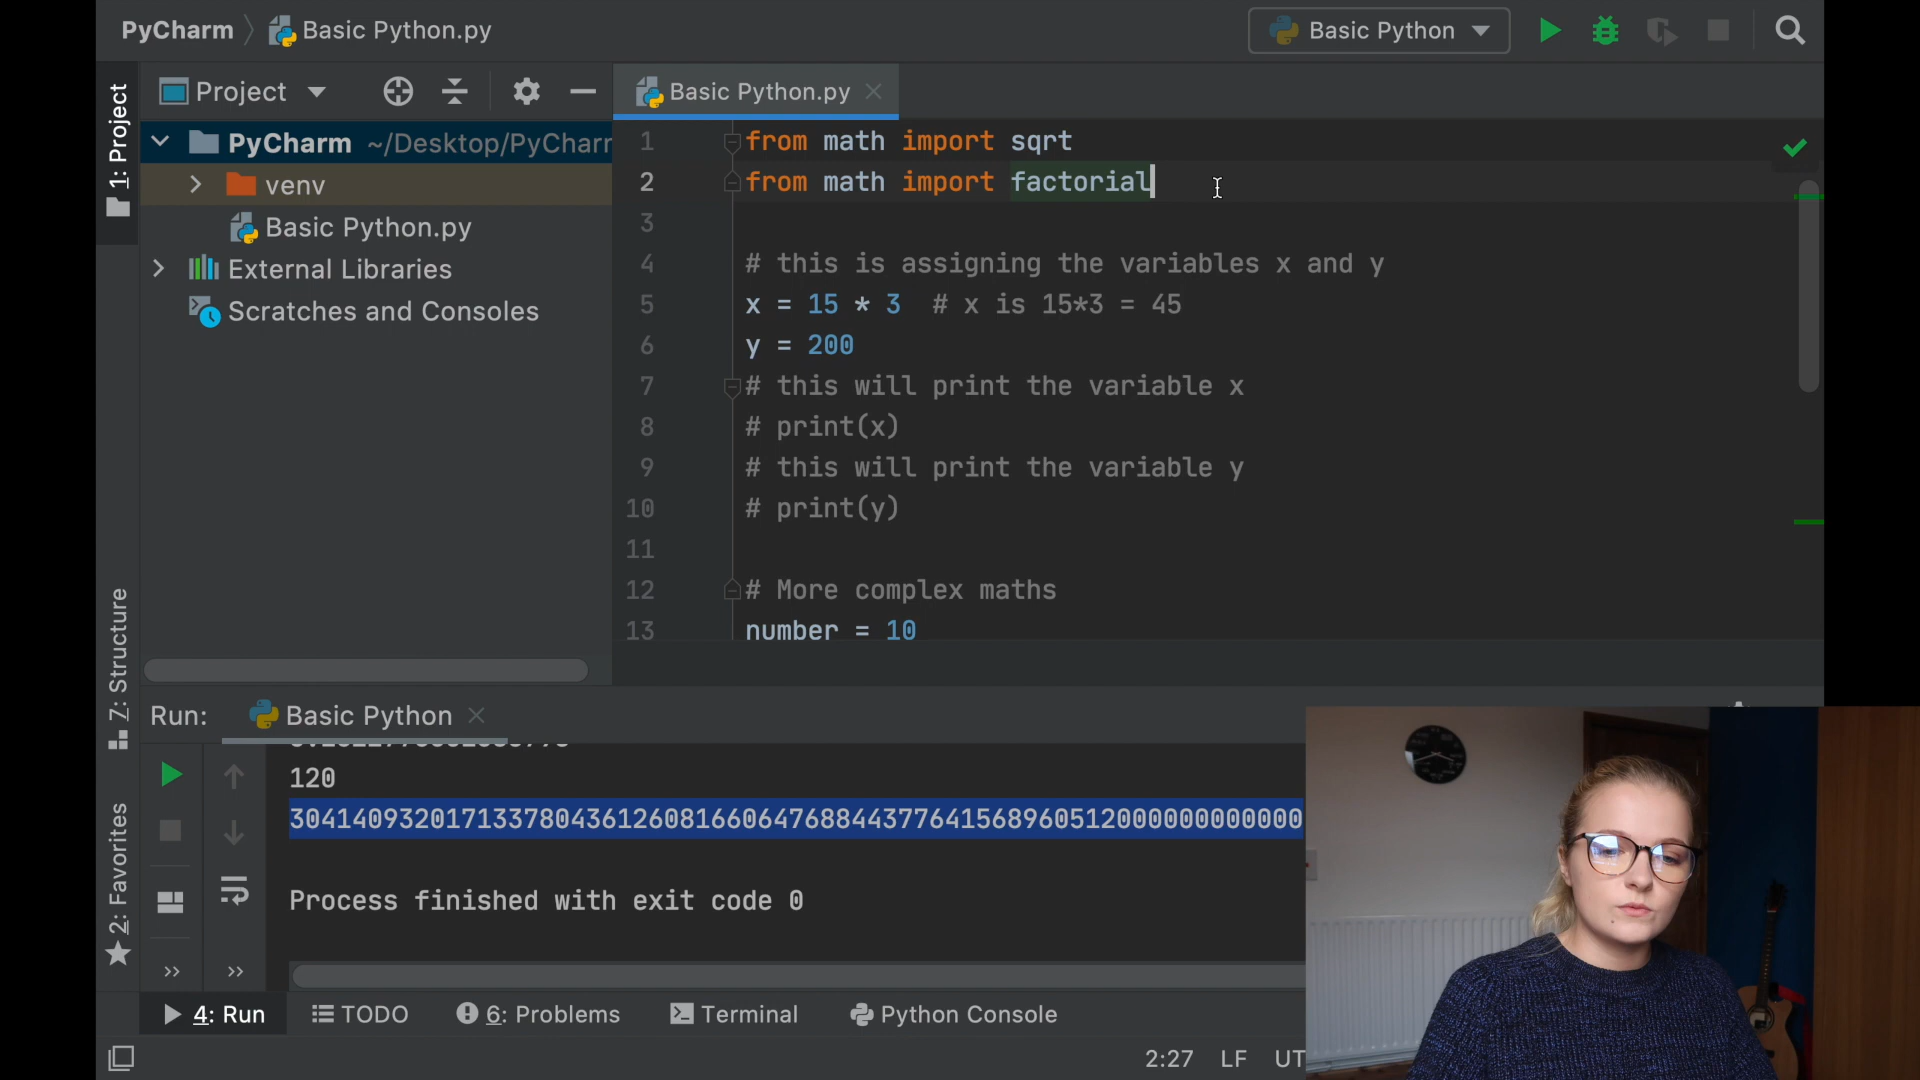 PyCharm Basic Python.py Basic Python
1: Project
Project Basic Python.py
PyCharm ~/Desktop/PyChar
venv
Basic Python.py
External Libraries
Scratches and Consoles
1 from math import sqrt
2 from math import factorial
3
4 # this is assigning the variables x and y
5 x = 15 * 3 # x is 15*3 = 45
6 y = 200
7 # this will print the variable x
8 # print(x)
9 # this will print the variable y
10 # print(y)
11
12 # More complex maths
13 number = 10
Z: Structure
2: Favorites
Run: Basic Python
120
30414093201713378043612608166064768844377641568960512000000000000
Process finished with exit code 0
4: Run TODO 6: Problems Terminal Python Console
2:27 LF UT